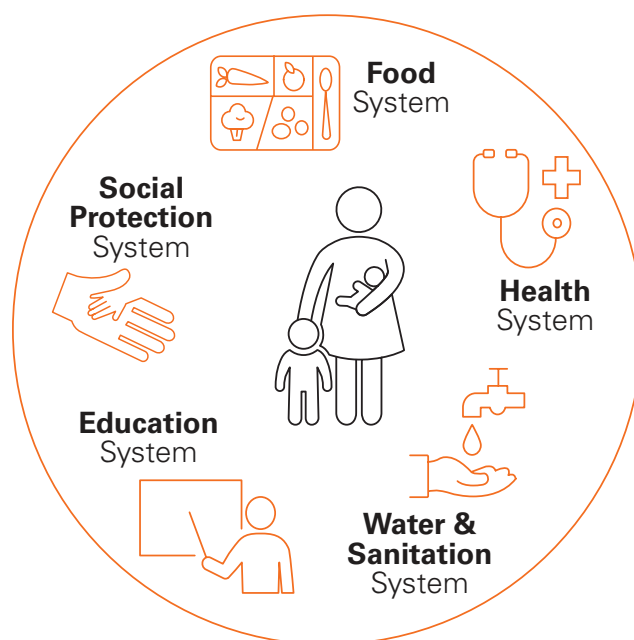 Food
System
Health
System
Water &
Sanitation
System
Education
System
Social
Protection
System